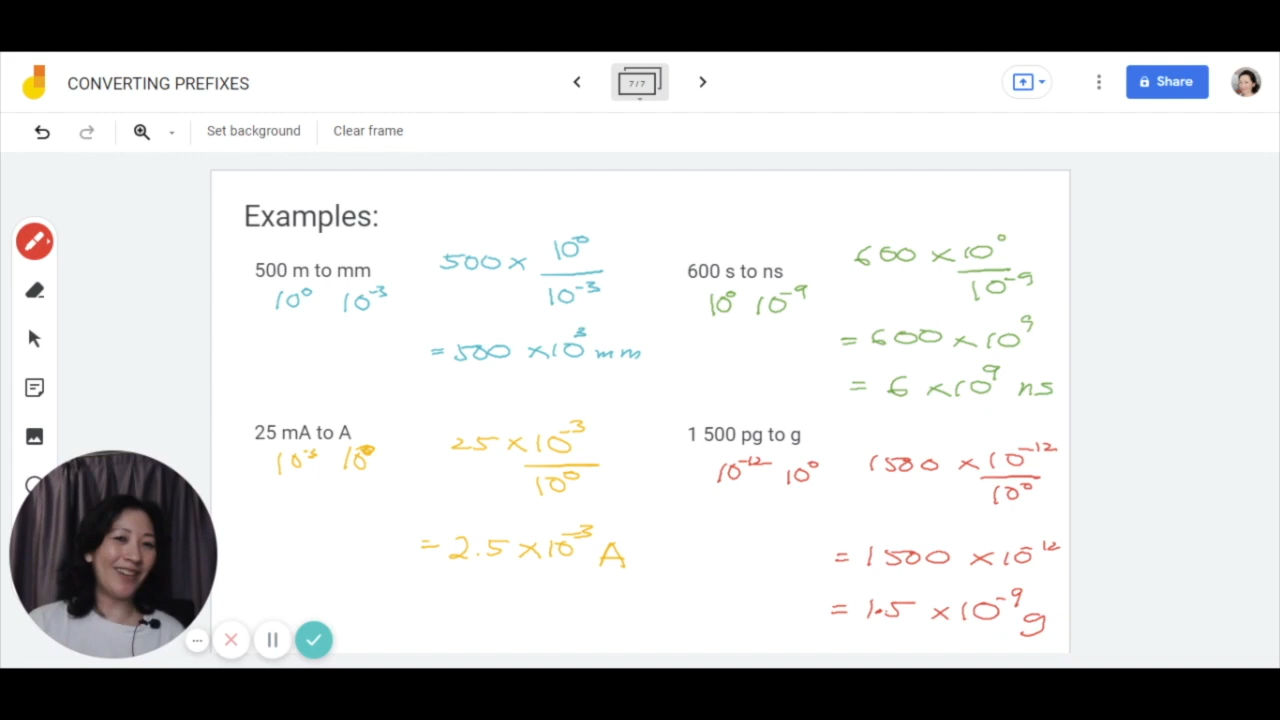 CONVERTING PREFIXES
7 / 7
Share
Set background
Clear frame
Examples:
500 m to mm
10⁰ 10⁻³
500 × 10⁰
10⁻³
= 500 × 10³ mm
600 s to ns
10⁰ 10⁻⁹
600 × 10⁰
10⁻⁹
= 600 × 10⁹
= 6 × 10⁹ ns
25 mA to A
10⁻³ 10⁰
25 × 10⁻³
10⁰
= 2.5 × 10⁻³ A
1 500 pg to g
10⁻¹² 10⁰
1500 × 10⁻¹²
10⁰
= 1500 × 10⁻¹²
= 1.5 × 10⁻⁹ g